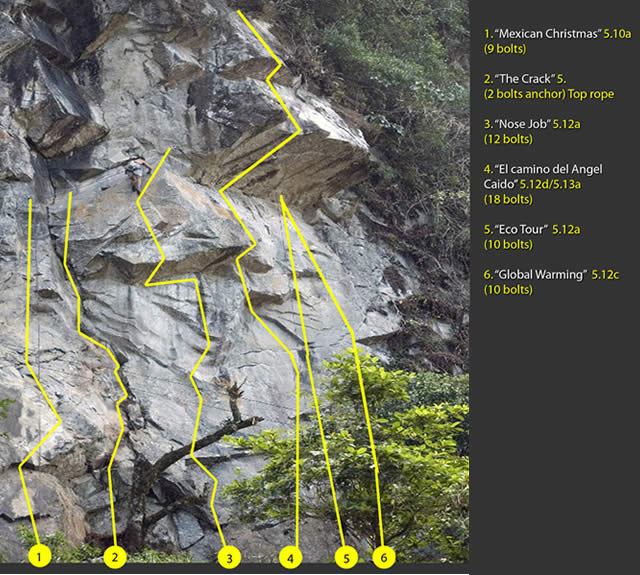 1. "Mexican Christmas" 5.10a
(9 bolts)
2. "The Crack" 5.
(2 bolts anchor) Top rope
3. "Nose Job" 5.12a
(12 bolts)
4. "El camino del Angel
Caido" 5.12d/5.13a
(18 bolts)
5. "Eco Tour" 5.12a
(10 bolts)
6. "Global Warming" 5.12c
(10 bolts)
1 2 3 4 5 6